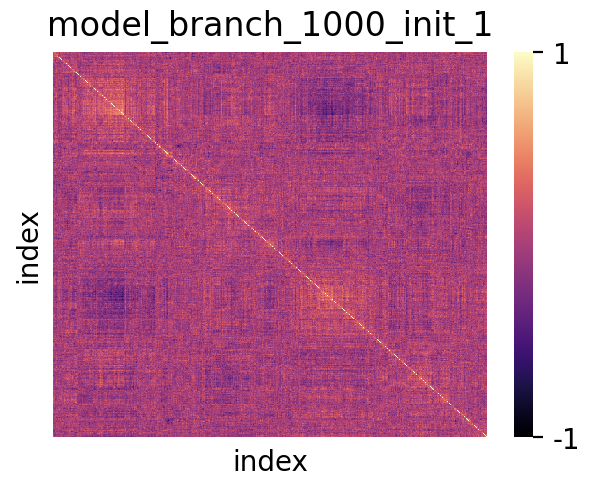 model_branch_1000_init_1
1
index
-1
index